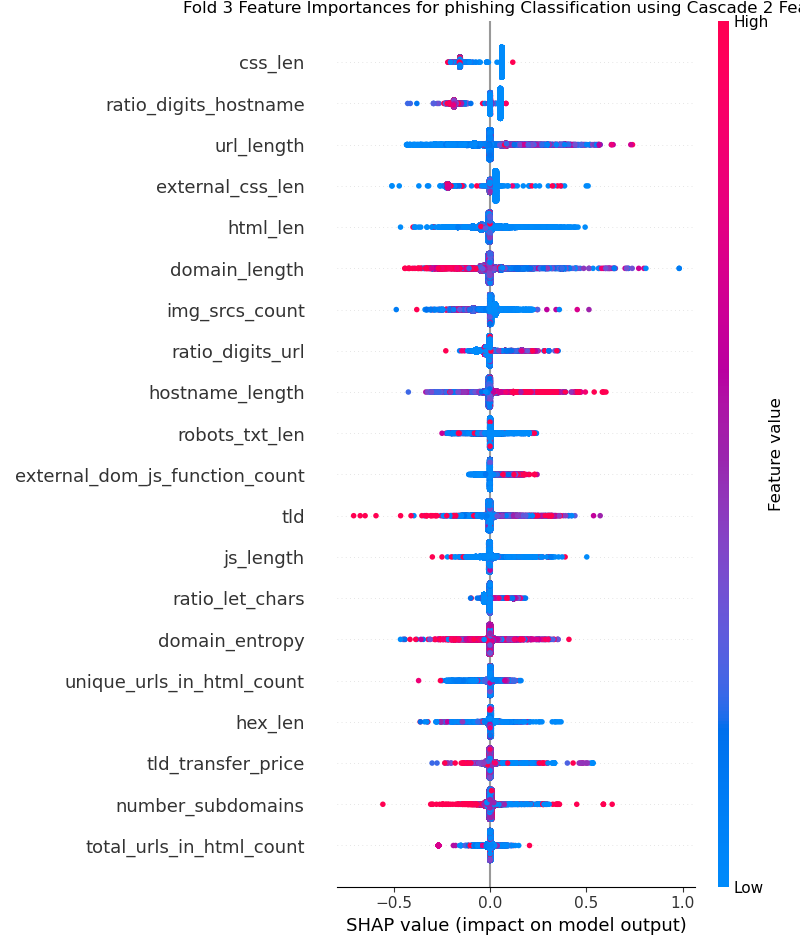 Fold 3 Feature Importances for phishing Classification using Cascade 2 Fea
High
css_len
ratio_digits_hostname
url_length
external_css_len
html_len
domain_length
img_srcs_count
ratio_digits_url
hostname_length
robots_txt_len
external_dom_js_function_count
tld
js_length
ratio_let_chars
domain_entropy
unique_urls_in_html_count
hex_len
tld_transfer_price
number_subdomains
total_urls_in_html_count
Feature value
Low
−0.5 0.0 0.5 1.0
SHAP value (impact on model output)